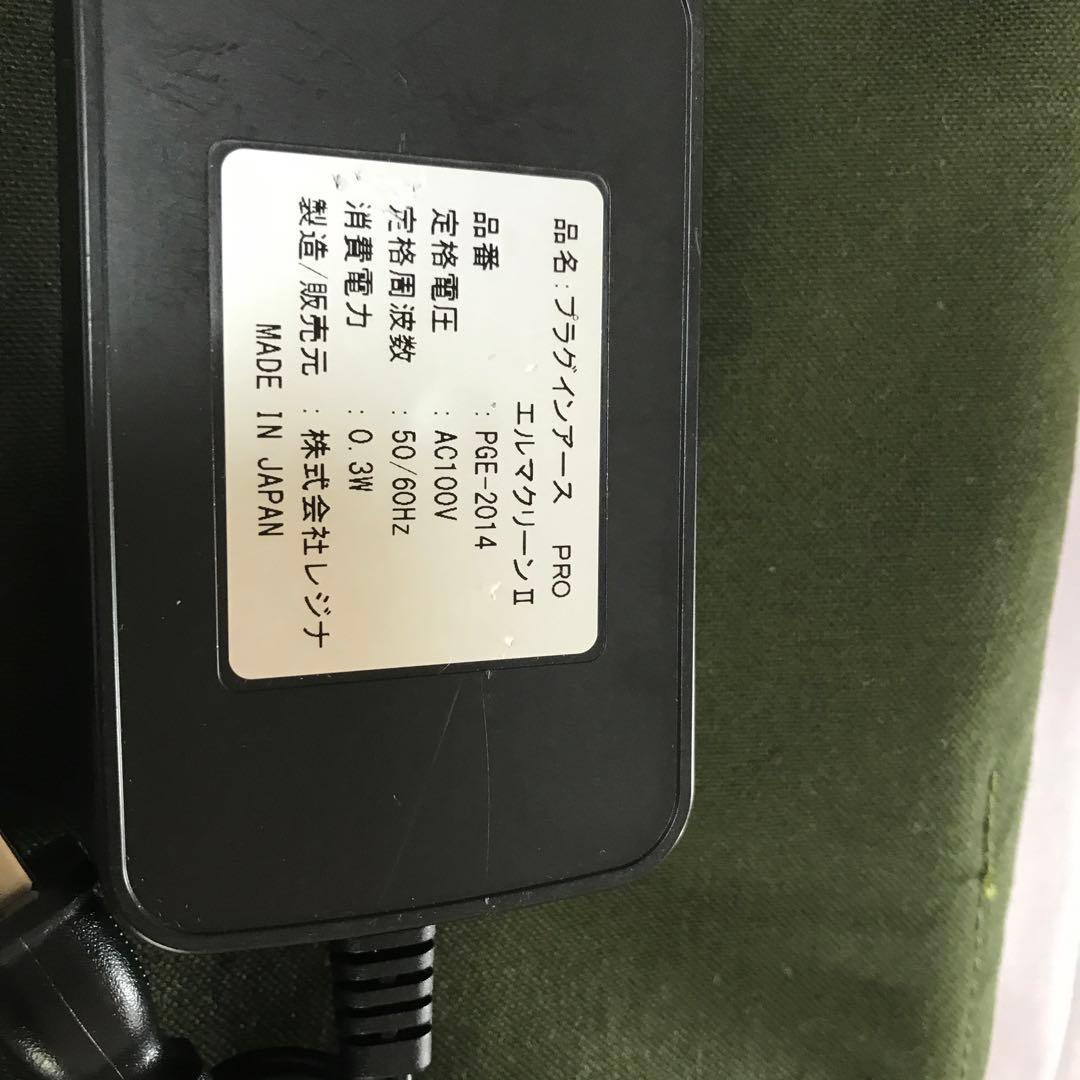 品名:プラグインアース PRO
エルマクリーンⅡ
品番 :PGE-2014
定格電圧 :AC100V
定格周波数 :50/60Hz
消費電力 :0.3W
製造/販売元 :株式会社レジナ
MADE IN JAPAN